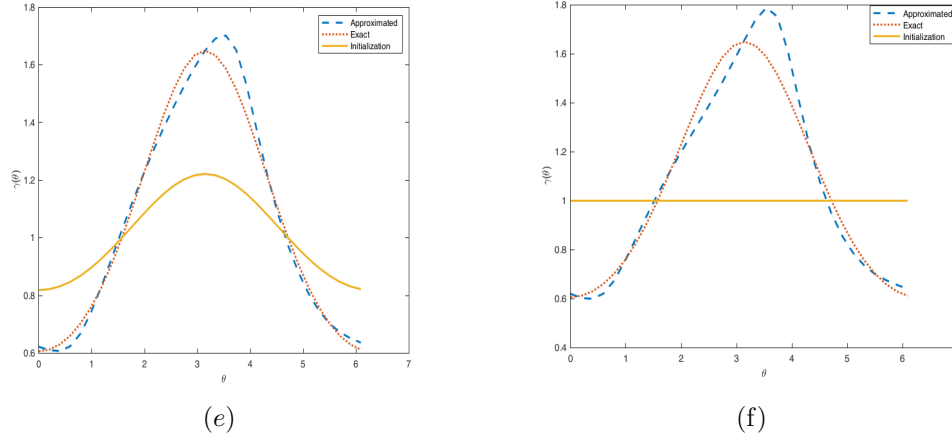 1.8
1.6
1.4
1.2
1
0.8
0.6
γ(θ)
0 1 2 3 4 5 6 7
θ
Approximated
Exact
Initialization
(e)
1.8
1.6
1.4
1.2
1
0.8
0.6
0.4
γ(θ)
0 1 2 3 4 5 6
θ
Approximated
Exact
Initialization
(f)